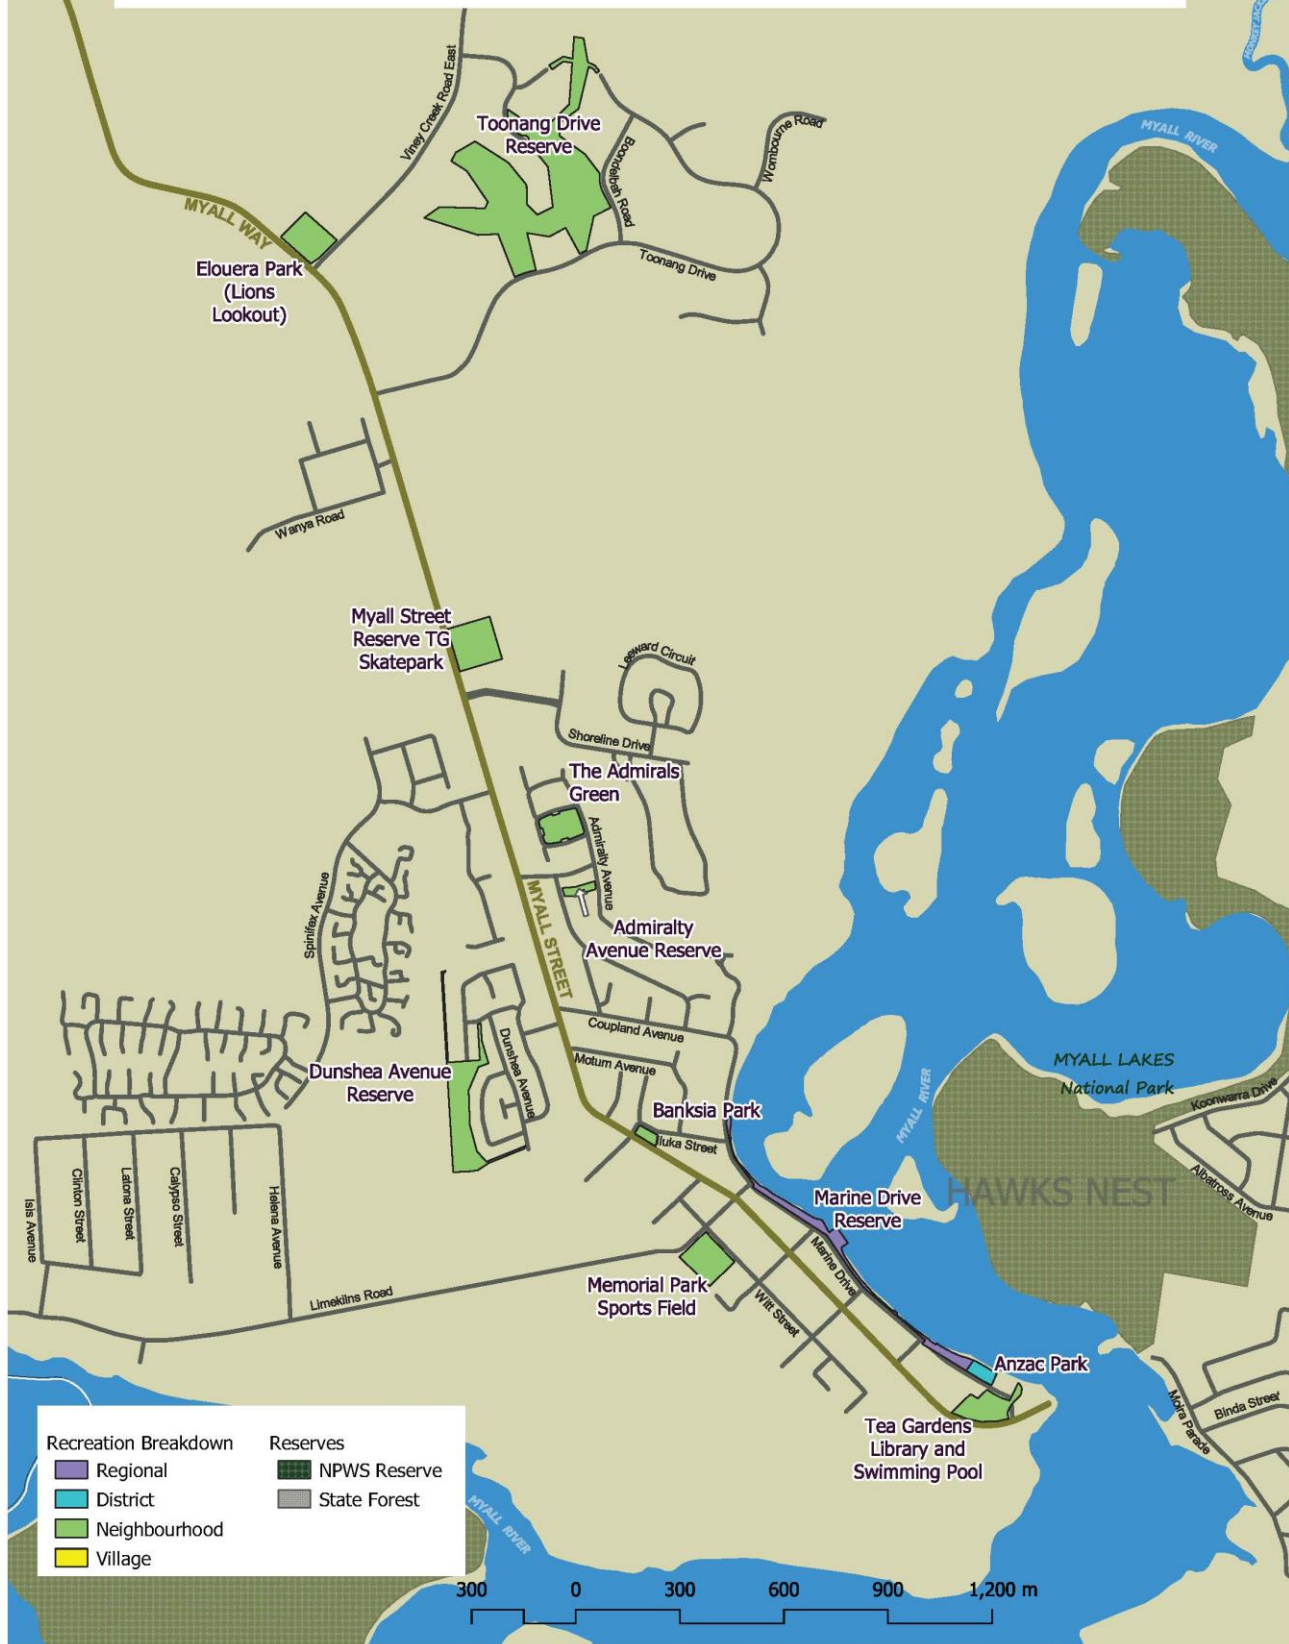 MONKEY JACKET
MYALL RIVER
Viney Creek Road East
Toonang Drive
Reserve
Boondelbah Road
Wombourne Road
MYALL WAY
Elouera Park
(Lions
Lookout)
Toonang Drive
Wanya Road
Myall Street
Reserve TG
Skatepark
Leeward Circuit
Shoreline Drive
The Admirals
Green
Admiralty Avenue
Spinifex Avenue
MYALL STREET
Admiralty
Avenue Reserve
Coupland Avenue
Dunshea Avenue
Motum Avenue
Dunshea Avenue
Reserve
Banksia Park
Iluka Street
MYALL RIVER
MYALL LAKES
National Park
Koonwarra Drive
Albatross Avenue
HAWKS NEST
Isis Avenue
Clinton Street
Latona Street
Calypso Street
Helena Avenue
Marine Drive
Reserve
Marine Drive
Memorial Park
Sports Field
Limekilns Road
Witt Street
Anzac Park
Tea Gardens
Library and
Swimming Pool
Moira Parade
Binda Street
Recreation Breakdown
Regional
District
Neighbourhood
Village
Reserves
NPWS Reserve
State Forest
MYALL RIVER
300 0 300 600 900 1,200 m